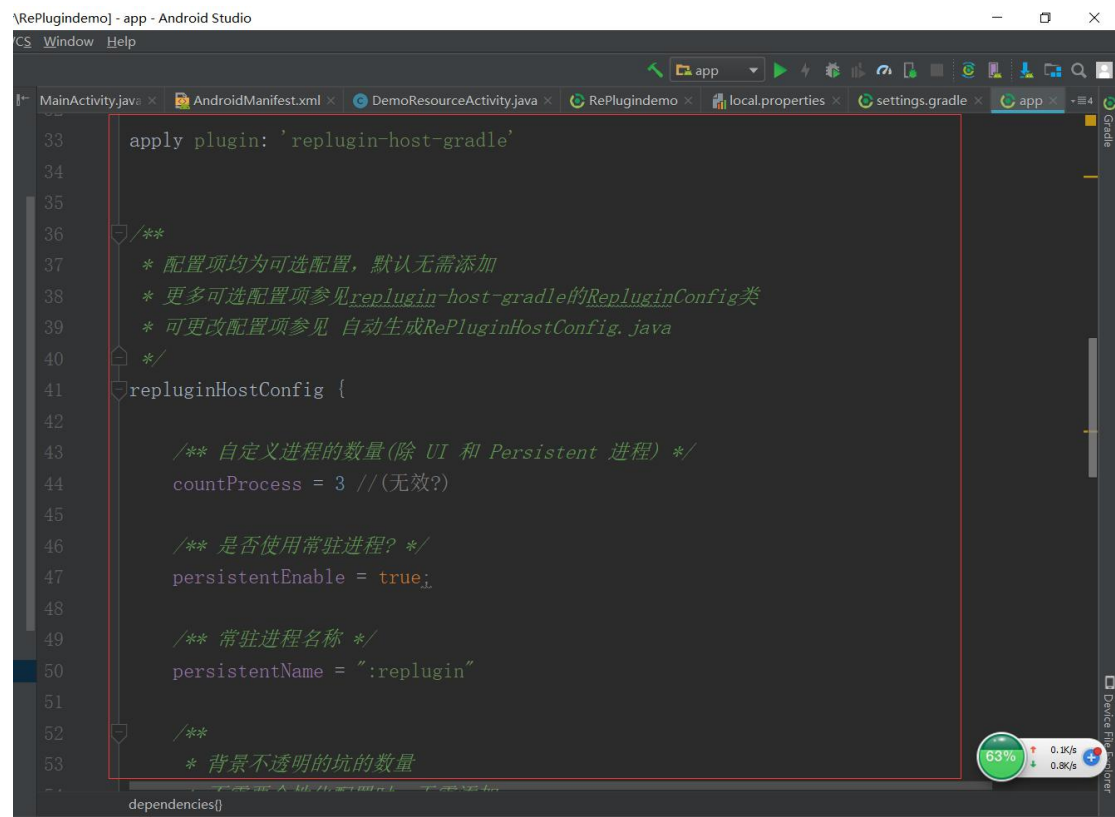 \RePlugindemo] - app - Android Studio
VCS Window Help
app
MainActivity.java AndroidManifest.xml DemoResourceActivity.java RePlugindemo local.properties settings.gradle app 4
Gradle
33 apply plugin: 'replugin-host-gradle'
34
35
36 /**
37 * 配置项均为可选配置，默认无需添加
38 * 更多可选配置项参见replugin-host-gradle的RepluginConfig类
39 * 可更改配置项参见 自动生成RePluginHostConfig.java
40 */
41 repluginHostConfig {
42
43 /** 自定义进程的数量(除 UI 和 Persistent 进程) */
44 countProcess = 3 //(无效?)
45
46 /** 是否使用常驻进程? */
47 persistentEnable = true;
48
49 /** 常驻进程名称 */
50 persistentName = ":replugin"
51
52 /**
53 * 背景不透明的坑的数量
Device File Explorer
63% 0.1K/s
0.8K/s
dependencies{}